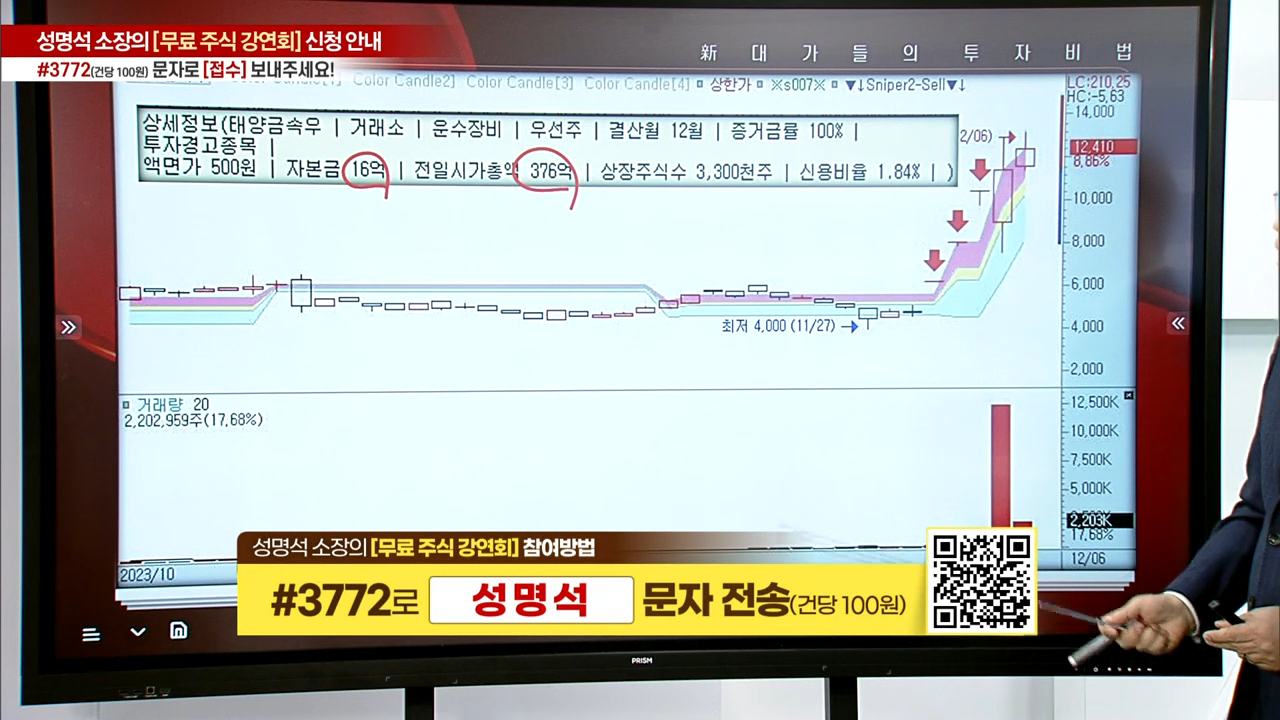 성명석 소장의 [무료 주식 강연회] 신청 안내
#3772(건당 100원) 문자로 [접수] 보내주세요!
新 대 가 들 의 투 자 비 법
Color Candle2] Color Candle[3] Color Candle[4] 상한가 ※s007※ ▼↓Sniper2-Sell▼↓
LC:210,25
HC:-5,63
상세정보(태양금속우 | 거래소 | 운수장비 | 우선주 | 결산월 12월 | 증거금률 100% |
투자경고종목 |
액면가 500원 | 자본금 16억 | 전일시가총액 376억 | 상장주식수 3,300천주 | 신용비율 1.84% | )
2/06)
14,000
12,410
8,86%
10,000
8,000
6,000
4,000
2,000
최저 4,000 (11/27)
거래량 20
2,202,959주(17,68%)
12,500K
10,000K
7,500K
5,000K
2,203K
17,68%
2023/10
12/06
성명석 소장의 [무료 주식 강연회] 참여방법
#3772로 성명석 문자 전송(건당 100원)
PRISM